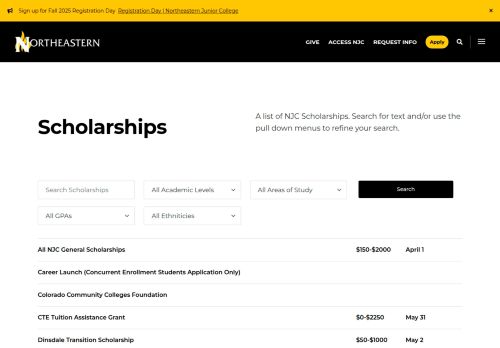 Sign up for Fall 2025 Registration Day Registration Day | Northeastern Junior College ×
NORTHEASTERN
GIVE ACCESS NJC REQUEST INFO Apply
Scholarships
A list of NJC Scholarships. Search for text and/or use the
pull down menus to refine your search.
Search Scholarships All Academic Levels All Areas of Study Search
All GPAs All Ethniticies
All NJC General Scholarships $150-$2000 April 1
Career Launch (Concurrent Enrollment Students Application Only)
Colorado Community Colleges Foundation
CTE Tuition Assistance Grant $0-$2250 May 31
Dinsdale Transition Scholarship $50-$1000 May 2